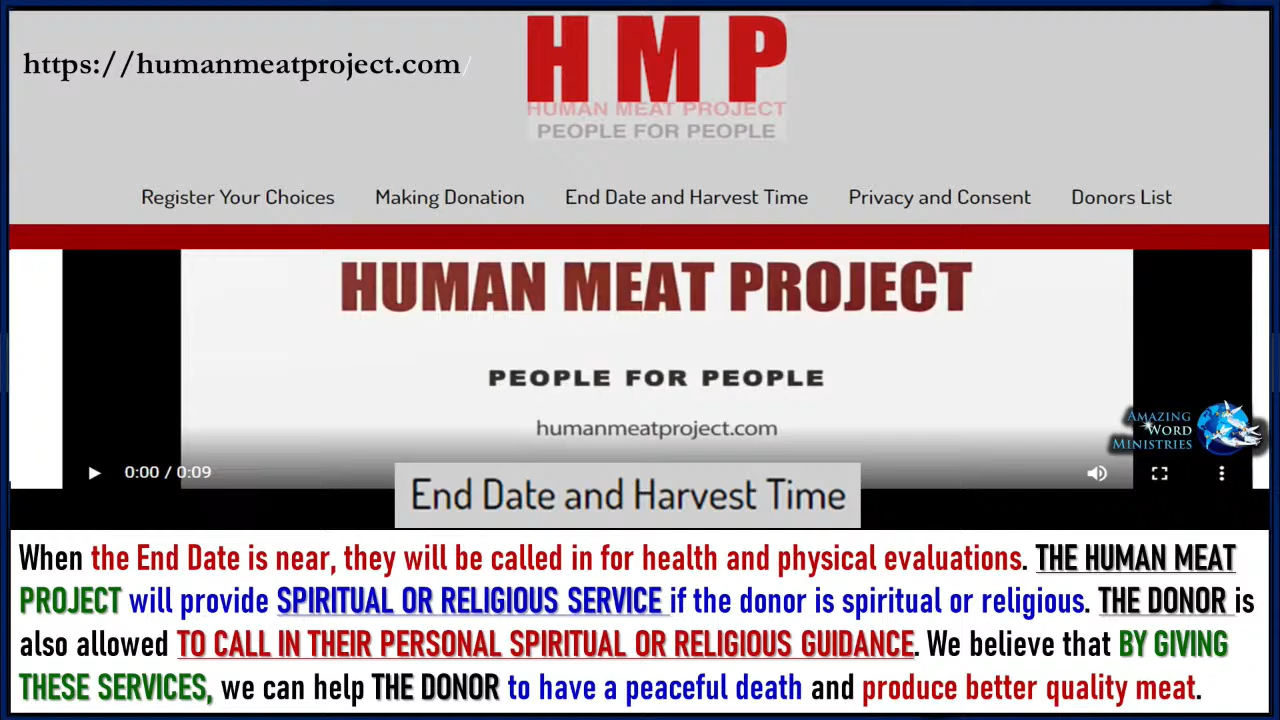 https://humanmeatproject.com/
HMP
HUMAN MEAT PROJECT
PEOPLE FOR PEOPLE
Register Your Choices Making Donation End Date and Harvest Time Privacy and Consent Donors List
HUMAN MEAT PROJECT
PEOPLE FOR PEOPLE
humanmeatproject.com
AMAZING
WORD
MINISTRIES
0:00 / 0:09
End Date and Harvest Time
When the End Date is near, they will be called in for health and physical evaluations. THE HUMAN MEAT
PROJECT will provide SPIRITUAL OR RELIGIOUS SERVICE if the donor is spiritual or religious. THE DONOR is
also allowed TO CALL IN THEIR PERSONAL SPIRITUAL OR RELIGIOUS GUIDANCE. We believe that BY GIVING
THESE SERVICES, we can help THE DONOR to have a peaceful death and produce better quality meat.